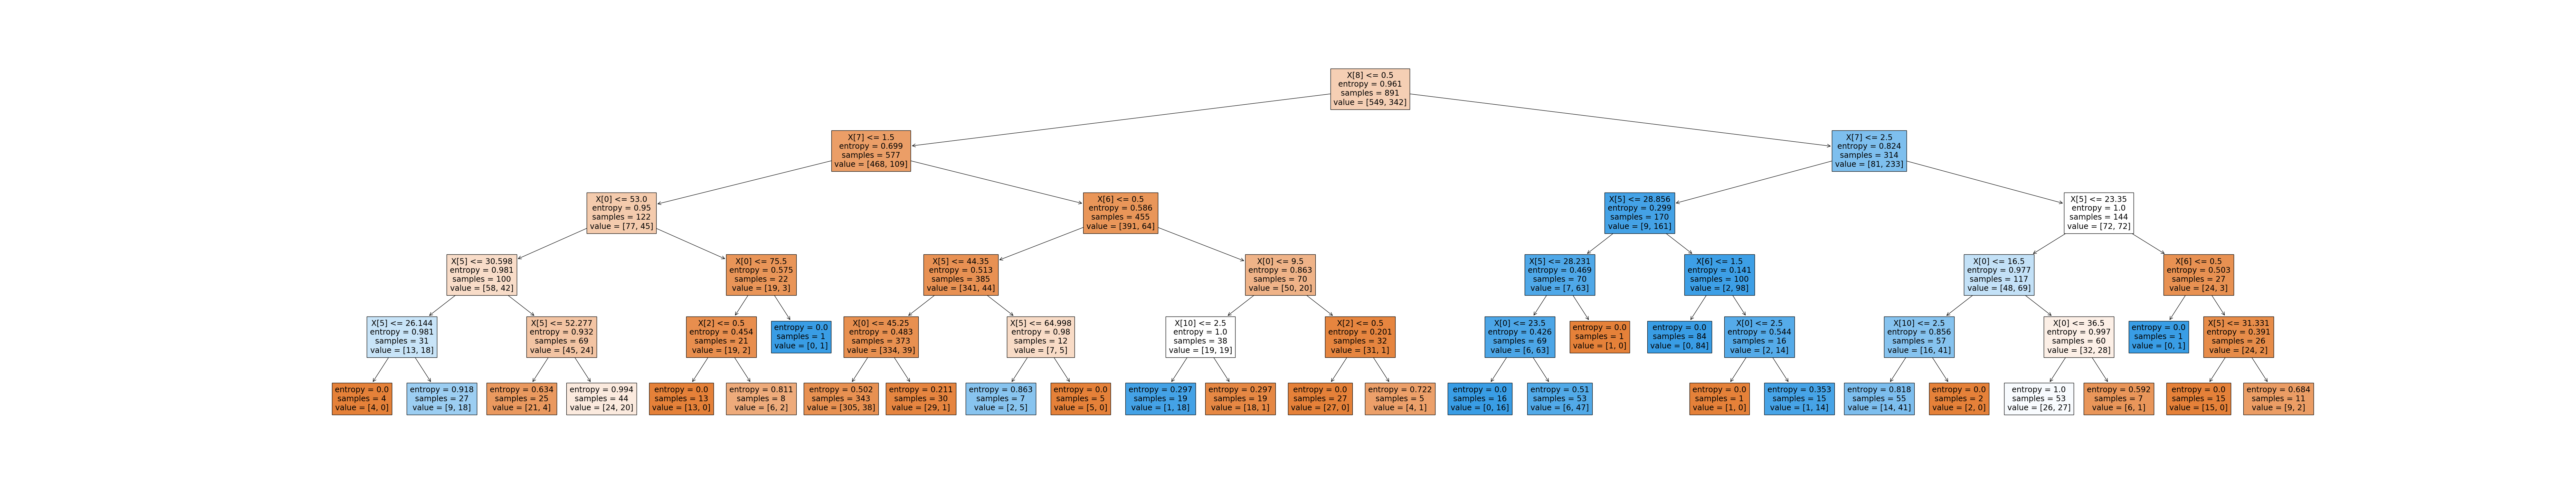 X[8] <= 0.5
entropy = 0.961
samples = 891
value = [549, 342]
X[7] <= 1.5
entropy = 0.699
samples = 577
value = [468, 109]
X[7] <= 2.5
entropy = 0.824
samples = 314
value = [81, 233]
X[0] <= 53.0
entropy = 0.95
samples = 122
value = [77, 45]
X[6] <= 0.5
entropy = 0.586
samples = 455
value = [391, 64]
X[5] <= 28.856
entropy = 0.299
samples = 170
value = [9, 161]
X[5] <= 23.35
entropy = 1.0
samples = 144
value = [72, 72]
X[5] <= 30.598
entropy = 0.981
samples = 100
value = [58, 42]
X[0] <= 75.5
entropy = 0.575
samples = 22
value = [19, 3]
X[5] <= 44.35
entropy = 0.513
samples = 385
value = [341, 44]
X[0] <= 9.5
entropy = 0.863
samples = 70
value = [50, 20]
X[5] <= 28.231
entropy = 0.469
samples = 70
value = [7, 63]
X[6] <= 1.5
entropy = 0.141
samples = 100
value = [2, 98]
X[0] <= 16.5
entropy = 0.977
samples = 117
value = [48, 69]
X[6] <= 0.5
entropy = 0.503
samples = 27
value = [24, 3]
X[5] <= 26.144
entropy = 0.981
samples = 31
value = [13, 18]
X[5] <= 52.277
entropy = 0.932
samples = 69
value = [45, 24]
X[2] <= 0.5
entropy = 0.454
samples = 21
value = [19, 2]
entropy = 0.0
samples = 1
value = [0, 1]
X[0] <= 45.25
entropy = 0.483
samples = 373
value = [334, 39]
X[5] <= 64.998
entropy = 0.98
samples = 12
value = [7, 5]
X[10] <= 2.5
entropy = 1.0
samples = 38
value = [19, 19]
X[2] <= 0.5
entropy = 0.201
samples = 32
value = [31, 1]
X[0] <= 23.5
entropy = 0.426
samples = 69
value = [6, 63]
entropy = 0.0
samples = 1
value = [1, 0]
entropy = 0.0
samples = 84
value = [0, 84]
X[0] <= 2.5
entropy = 0.544
samples = 16
value = [2, 14]
X[10] <= 2.5
entropy = 0.856
samples = 57
value = [16, 41]
X[0] <= 36.5
entropy = 0.997
samples = 60
value = [32, 28]
entropy = 0.0
samples = 1
value = [0, 1]
X[5] <= 31.331
entropy = 0.391
samples = 26
value = [24, 2]
entropy = 0.0
samples = 4
value = [4, 0]
entropy = 0.918
samples = 27
value = [9, 18]
entropy = 0.634
samples = 25
value = [21, 4]
entropy = 0.994
samples = 44
value = [24, 20]
entropy = 0.0
samples = 13
value = [13, 0]
entropy = 0.811
samples = 8
value = [6, 2]
entropy = 0.502
samples = 343
value = [305, 38]
entropy = 0.211
samples = 30
value = [29, 1]
entropy = 0.863
samples = 7
value = [2, 5]
entropy = 0.0
samples = 5
value = [5, 0]
entropy = 0.297
samples = 19
value = [1, 18]
entropy = 0.297
samples = 19
value = [18, 1]
entropy = 0.0
samples = 27
value = [27, 0]
entropy = 0.722
samples = 5
value = [4, 1]
entropy = 0.0
samples = 16
value = [0, 16]
entropy = 0.51
samples = 53
value = [6, 47]
entropy = 0.0
samples = 1
value = [1, 0]
entropy = 0.353
samples = 15
value = [1, 14]
entropy = 0.818
samples = 55
value = [14, 41]
entropy = 0.0
samples = 2
value = [2, 0]
entropy = 1.0
samples = 53
value = [26, 27]
entropy = 0.592
samples = 7
value = [6, 1]
entropy = 0.0
samples = 15
value = [15, 0]
entropy = 0.684
samples = 11
value = [9, 2]